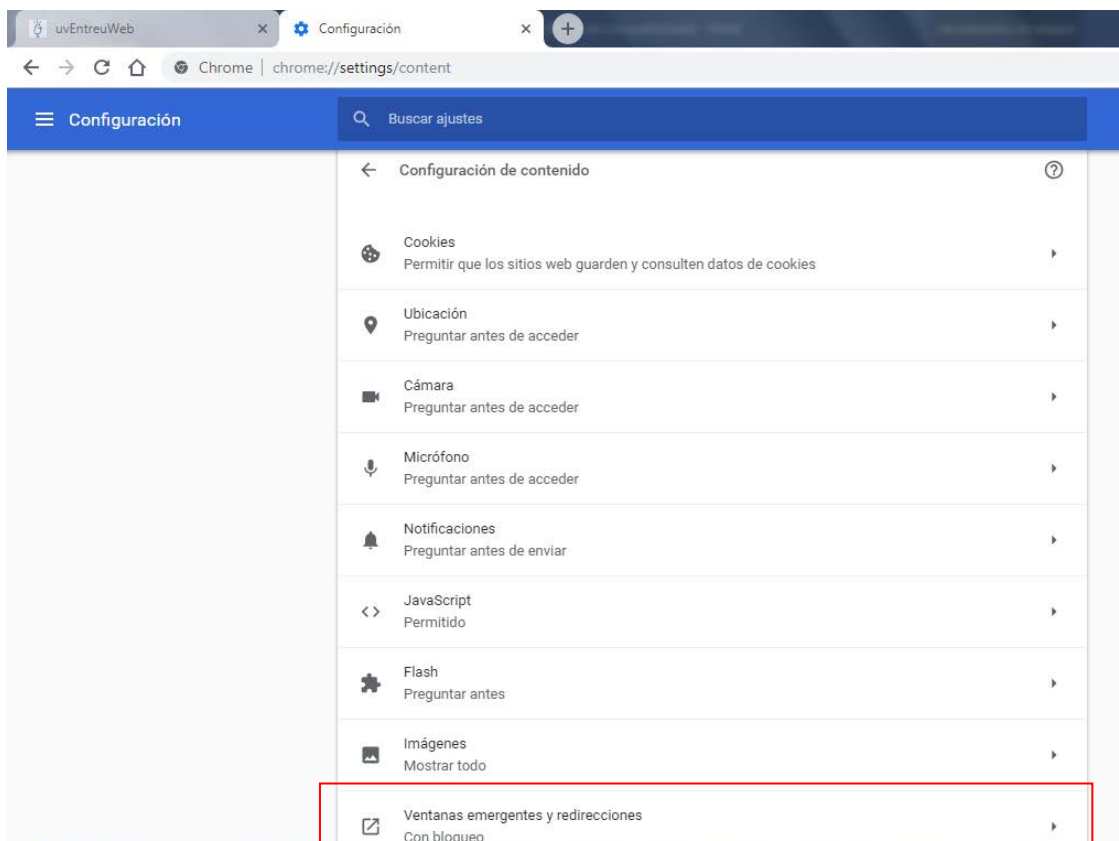 uvEntreuWeb
Configuración
Chrome | chrome://settings/content
Configuración
Buscar ajustes
Configuración de contenido
Cookies
Permitir que los sitios web guarden y consulten datos de cookies
Ubicación
Preguntar antes de acceder
Cámara
Preguntar antes de acceder
Micrófono
Preguntar antes de acceder
Notificaciones
Preguntar antes de enviar
JavaScript
Permitido
Flash
Preguntar antes
Imágenes
Mostrar todo
Ventanas emergentes y redirecciones
Con bloqueo